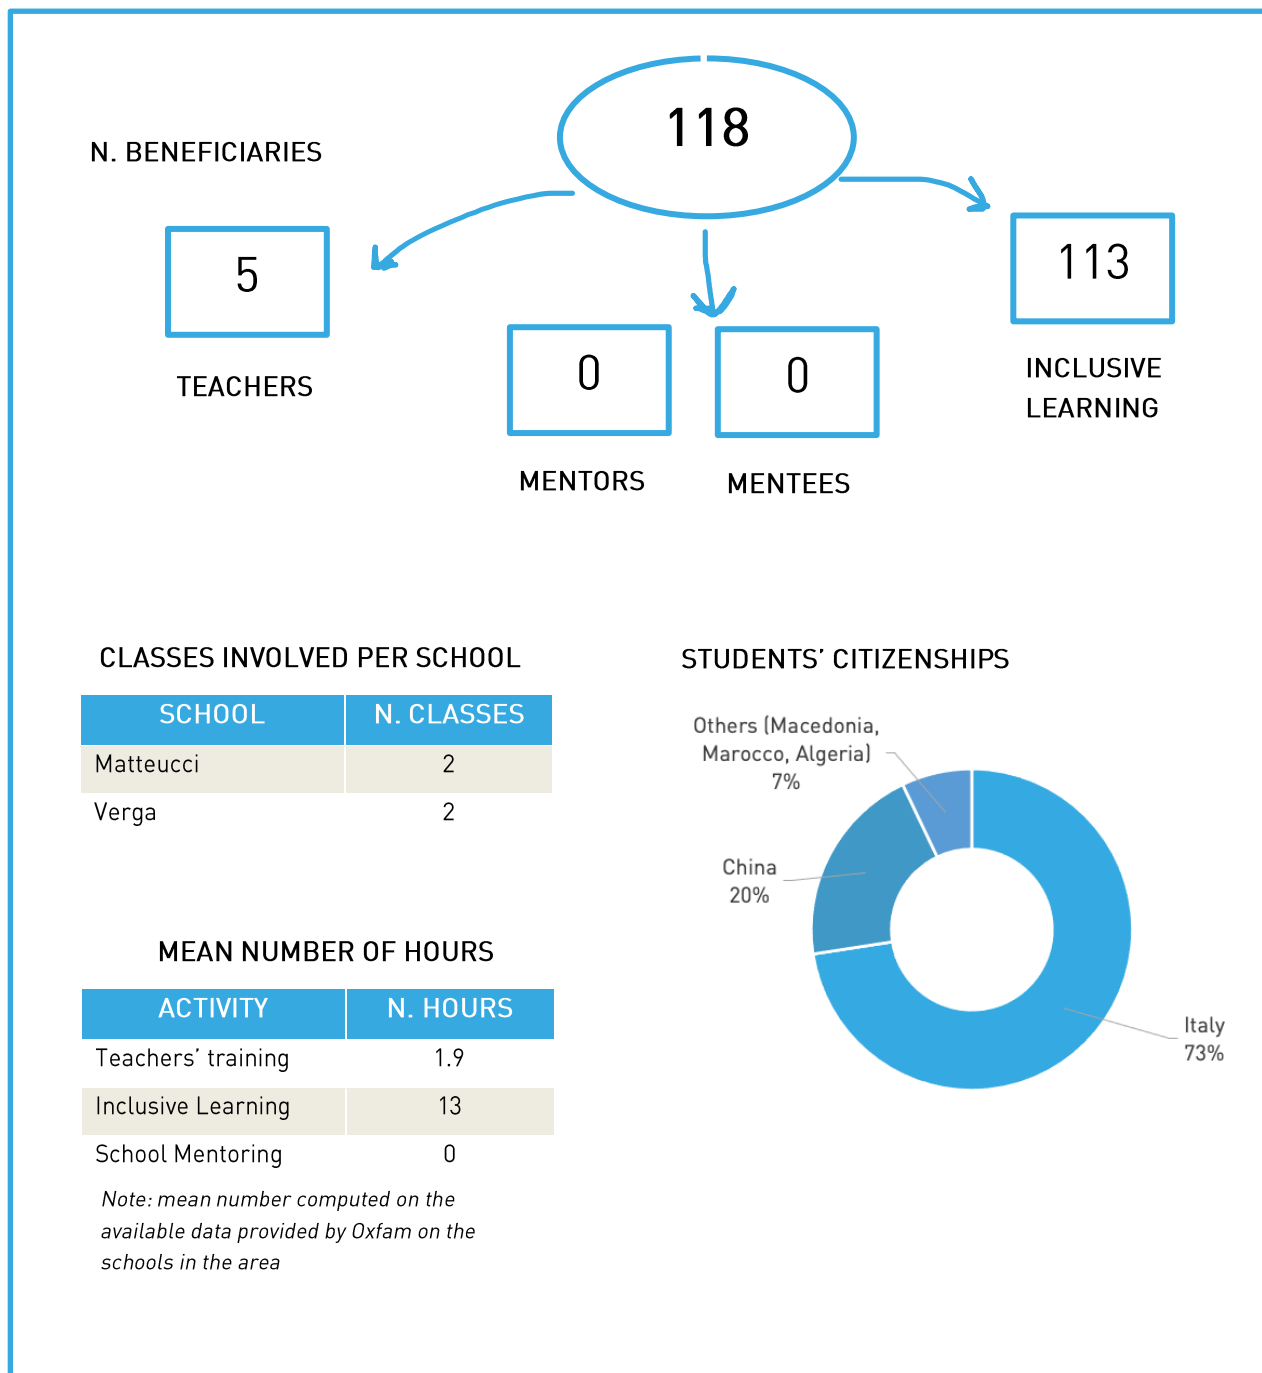 118
N. BENEFICIARIES
5
113
TEACHERS
0
0
INCLUSIVE
LEARNING
MENTORS
MENTEES
CLASSES INVOLVED PER SCHOOL
SCHOOL N. CLASSES
Matteucci 2
Verga 2
STUDENTS’ CITIZENSHIPS
Others (Macedonia,
Marocco, Algeria)
7%
China
20%
Italy
73%
MEAN NUMBER OF HOURS
ACTIVITY N. HOURS
Teachers’ training 1.9
Inclusive Learning 13
School Mentoring 0
Note: mean number computed on the
available data provided by Oxfam on the
schools in the area